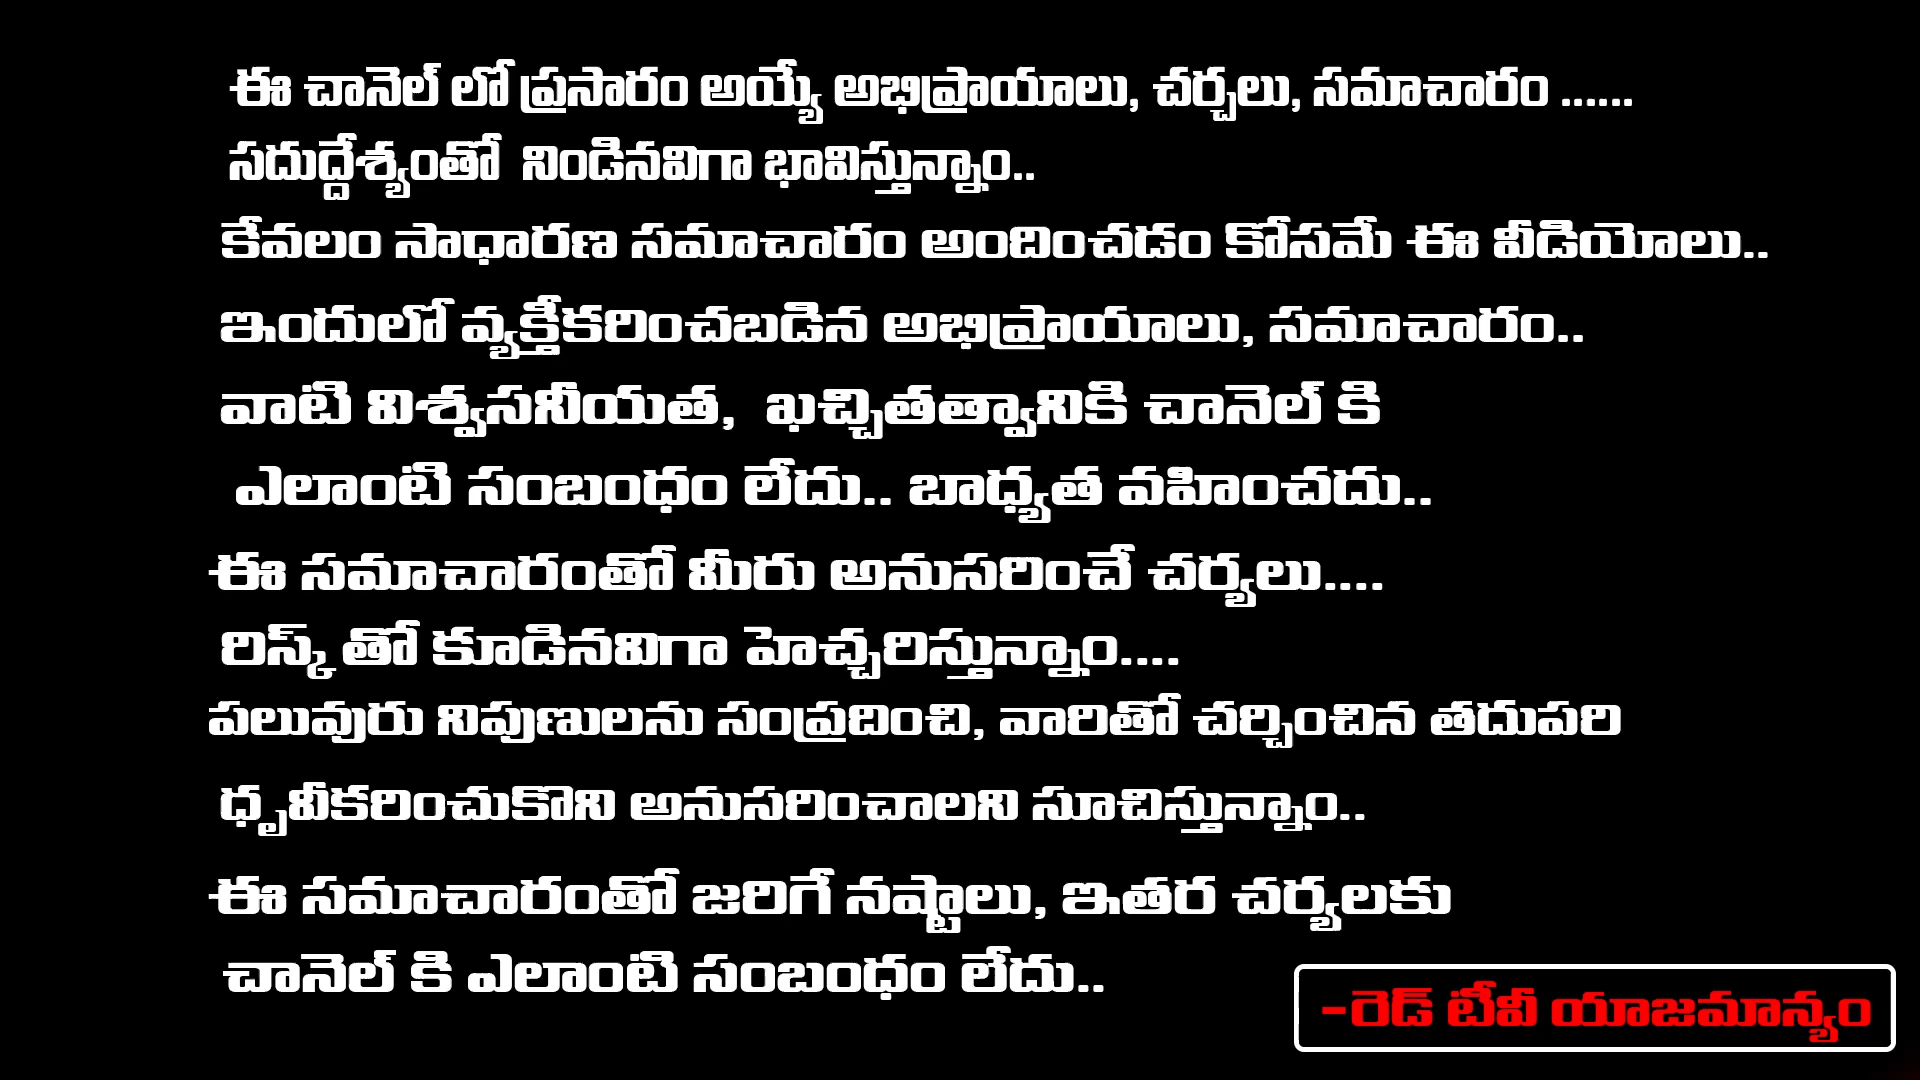 ఈ చానెల్ లో ప్రసారం అయ్యే అభిప్రాయాలు, చర్చలు, సమాచారం ......
సదుద్దేశ్యంతో నిండినవిగా భావిస్తున్నాం..
కేవలం సాధారణ సమాచారం అందించడం కోసమే ఈ వీడియోలు..
ఇందులో వ్యక్తీకరించబడిన అభిప్రాయాలు, సమాచారం..
వాటి విశ్వసనీయత, ఖచ్చితత్వానికి చానెల్ కి
ఎలాంటి సంబంధం లేదు.. బాధ్యత వహించదు..
ఈ సమాచారంతో మీరు అనుసరించే చర్యలు....
రిస్క్ తో కూడినవిగా హెచ్చరిస్తున్నాం....
పలువురు నిపుణులను సంప్రదించి, వారితో చర్చించిన తదుపరి
ధృవీకరించుకొని అనుసరించాలని సూచిస్తున్నాం..
ఈ సమాచారంతో జరిగే నష్టాలు, ఇతర చర్యలకు
చానెల్ కి ఎలాంటి సంబంధం లేదు..
-రెడ్ టీవీ యాజమాన్యం